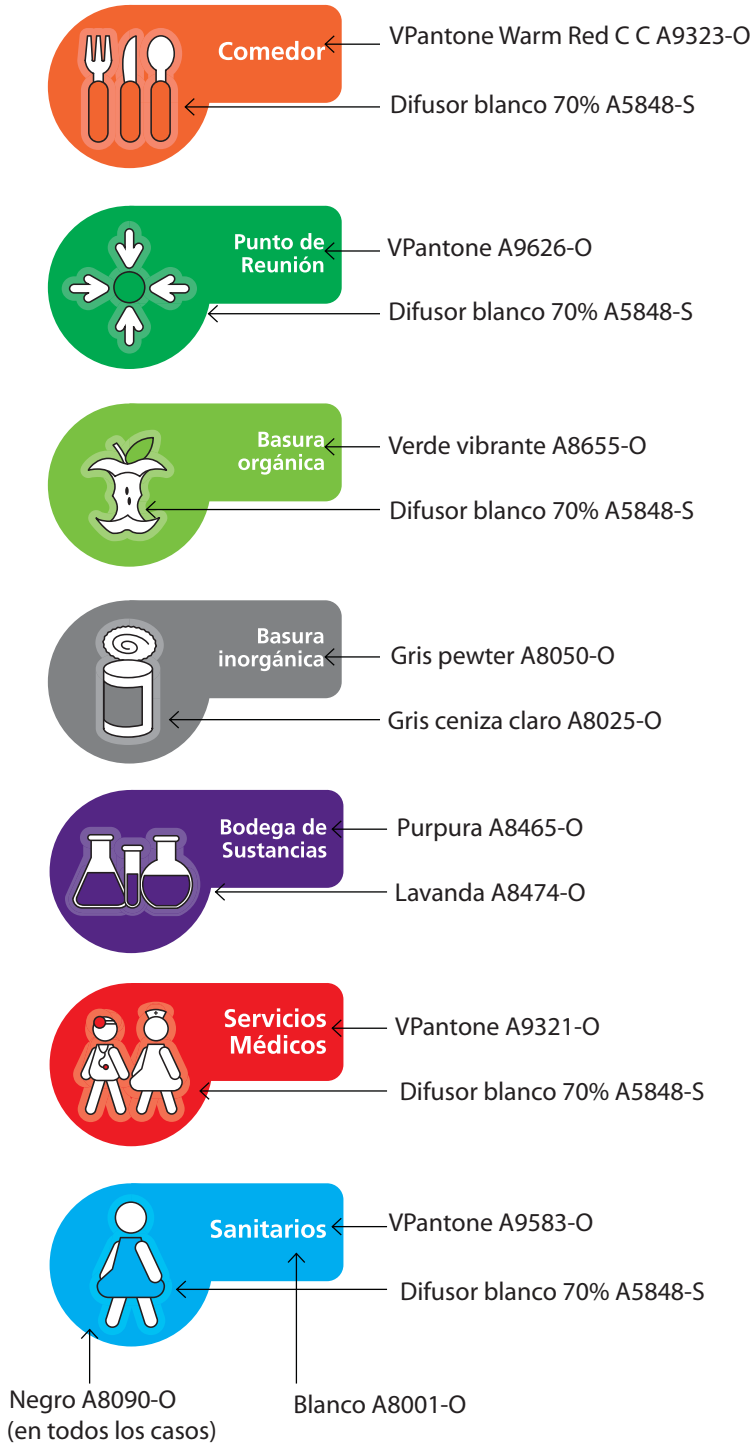 Comedor
VPantone Warm Red C C A9323-O
Difusor blanco 70% A5848-S
Punto de
Reunión
VPantone A9626-O
Difusor blanco 70% A5848-S
Basura
orgánica
Verde vibrante A8655-O
Difusor blanco 70% A5848-S
Basura
inorgánica
Gris pewter A8050-O
Gris ceniza claro A8025-O
Bodega de
Sustancias
Purpura A8465-O
Lavanda A8474-O
Servicios
Médicos
VPantone A9321-O
Difusor blanco 70% A5848-S
Sanitarios
VPantone A9583-O
Difusor blanco 70% A5848-S
Negro A8090-O
(en todos los casos)
Blanco A8001-O